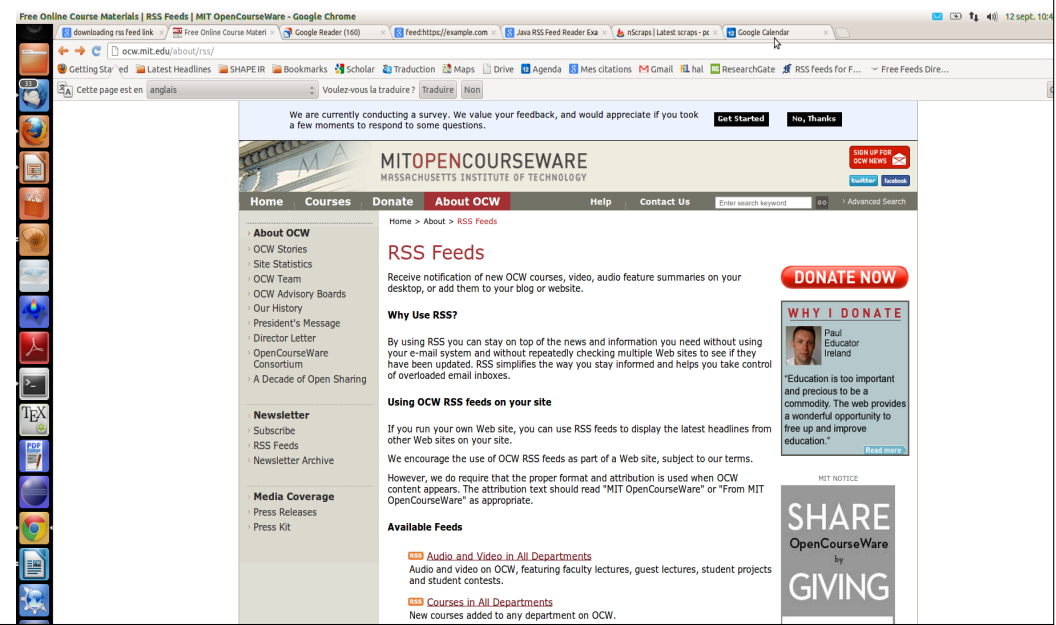 Free Online Course Materials | RSS Feeds | MIT OpenCourseWare - Google Chrome
12 sept. 10:4
downloading rss feed link
Free Online Course Materi
Google Reader (160)
feed:https://example.com
Java RSS Feed Reader Exa
nScraps | Latest scraps - pc
Google Calendar
ocw.mit.edu/about/rss/
Getting Sta ed
Latest Headlines
SHAPE IR
Bookmarks
Scholar
Traduction
Maps
Drive
Agenda
Mes citations
Gmail
hal
ResearchGate
RSS feeds for F...
Free Feeds Dire...
Cette page est en anglais
Voulez-vous la traduire ? Traduire Non
We are currently conducting a survey. We value your feedback, and would appreciate if you took
a few moments to respond to some questions.
Get Started
No, Thanks
MITOPENCOURSEWARE
MASSACHUSETTS INSTITUTE OF TECHNOLOGY
SIGN UP FOR
OCW NEWS
twitter
facebook
Home
Courses
Donate
About OCW
Help
Contact Us
Enter search keyword
GO
Advanced Search
About OCW
OCW Stories
Site Statistics
OCW Team
OCW Advisory Boards
Our History
President's Message
Director Letter
OpenCourseWare
Consortium
A Decade of Open Sharing
Newsletter
Subscribe
RSS Feeds
Newsletter Archive
Media Coverage
Press Releases
Press Kit
Home > About > RSS Feeds
RSS Feeds
Receive notification of new OCW courses, video, audio feature summaries on your
desktop, or add them to your blog or website.
Why Use RSS?
By using RSS you can stay on top of the news and information you need without using
your e-mail system and without repeatedly checking multiple Web sites to see if they
have been updated. RSS simplifies the way you stay informed and helps you take control
of overloaded email inboxes.
Using OCW RSS feeds on your site
If you run your own Web site, you can use RSS feeds to display the latest headlines from
other Web sites on your site.
We encourage the use of OCW RSS feeds as part of a Web site, subject to our terms.
However, we do require that the proper format and attribution is used when OCW
content appears. The attribution text should read "MIT OpenCourseWare" or "From MIT
OpenCourseWare" as appropriate.
Available Feeds
RSS Audio and Video in All Departments
Audio and video on OCW, featuring faculty lectures, guest lectures, student projects
and student contests.
RSS Courses in All Departments
New courses added to any department on OCW.
DONATE NOW
WHY I DONATE
Paul
Educator
Ireland
"Education is too important
and precious to be a
commodity. The web provides
a wonderful opportunity to
free up and improve
education."
Read more
MIT NOTICE
SHARE
OpenCourseWare
by
GIVING
TEX
PDF